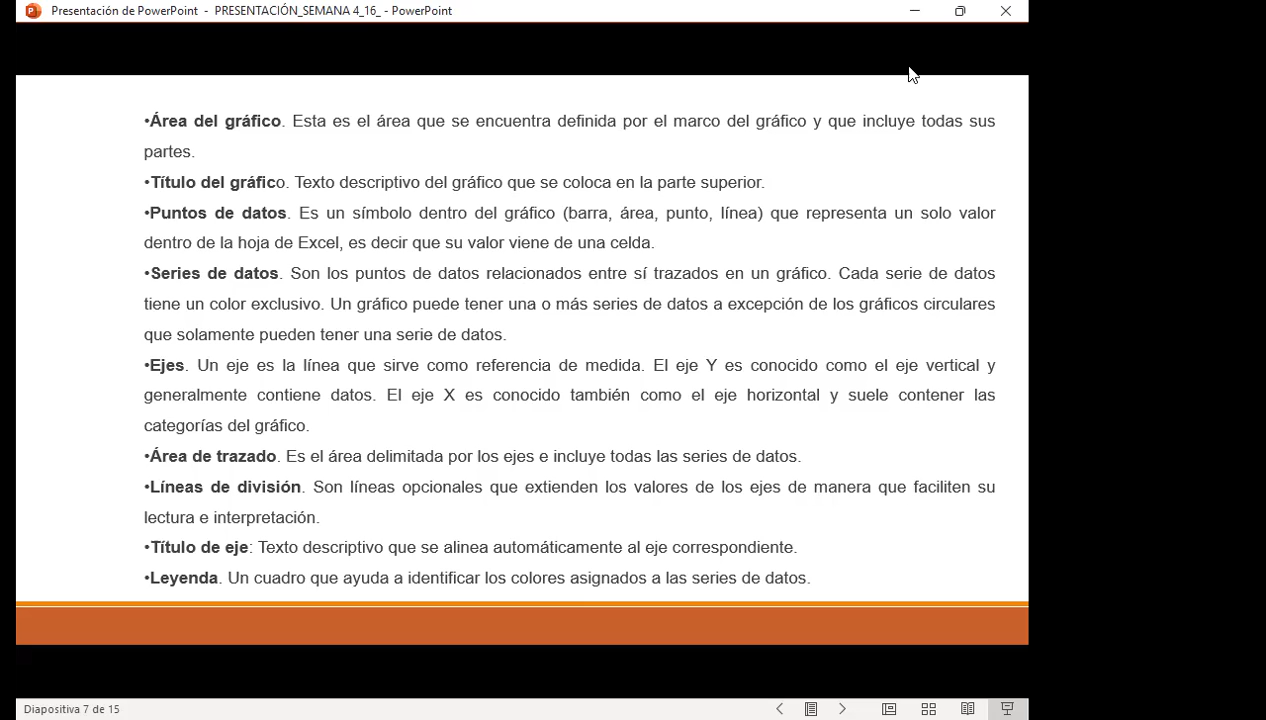 Presentación de PowerPoint - PRESENTACIÓN_SEMANA 4_16_ - PowerPoint
•Área del gráfico. Esta es el área que se encuentra definida por el marco del gráfico y que incluye todas sus
partes.
•Título del gráfico. Texto descriptivo del gráfico que se coloca en la parte superior.
•Puntos de datos. Es un símbolo dentro del gráfico (barra, área, punto, línea) que representa un solo valor
dentro de la hoja de Excel, es decir que su valor viene de una celda.
•Series de datos. Son los puntos de datos relacionados entre sí trazados en un gráfico. Cada serie de datos
tiene un color exclusivo. Un gráfico puede tener una o más series de datos a excepción de los gráficos circulares
que solamente pueden tener una serie de datos.
•Ejes. Un eje es la línea que sirve como referencia de medida. El eje Y es conocido como el eje vertical y
generalmente contiene datos. El eje X es conocido también como el eje horizontal y suele contener las
categorías del gráfico.
•Área de trazado. Es el área delimitada por los ejes e incluye todas las series de datos.
•Líneas de división. Son líneas opcionales que extienden los valores de los ejes de manera que faciliten su
lectura e interpretación.
•Título de eje: Texto descriptivo que se alinea automáticamente al eje correspondiente.
•Leyenda. Un cuadro que ayuda a identificar los colores asignados a las series de datos.
Diapositiva 7 de 15